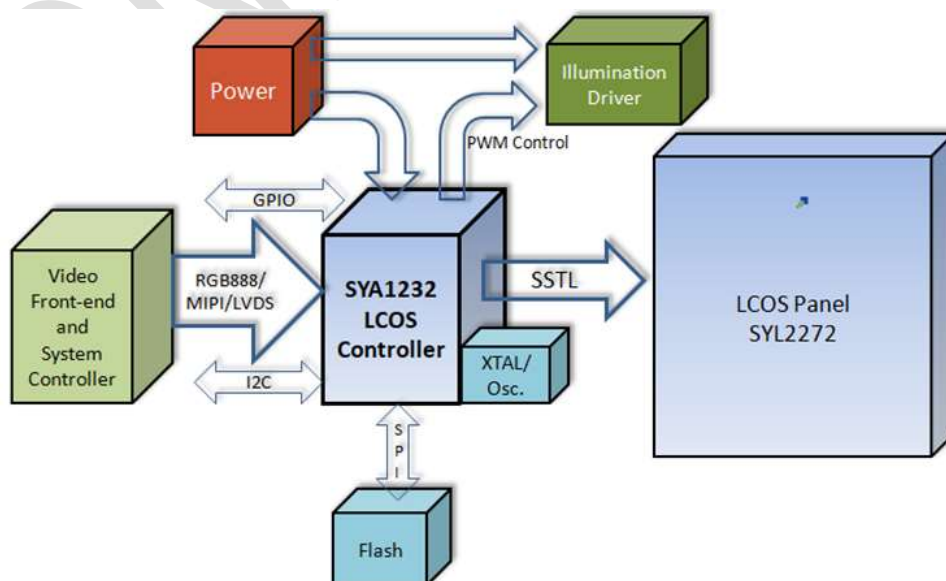 Power
Illumination
Driver
PWM Control
GPIO
Video
Front-end
and
System
Controller
RGB888/
MIPI/LVDS
I2C
SYA1232
LCOS
Controller
XTAL/
Osc.
SSTL
LCOS Panel
SYL2272
SPI
Flash